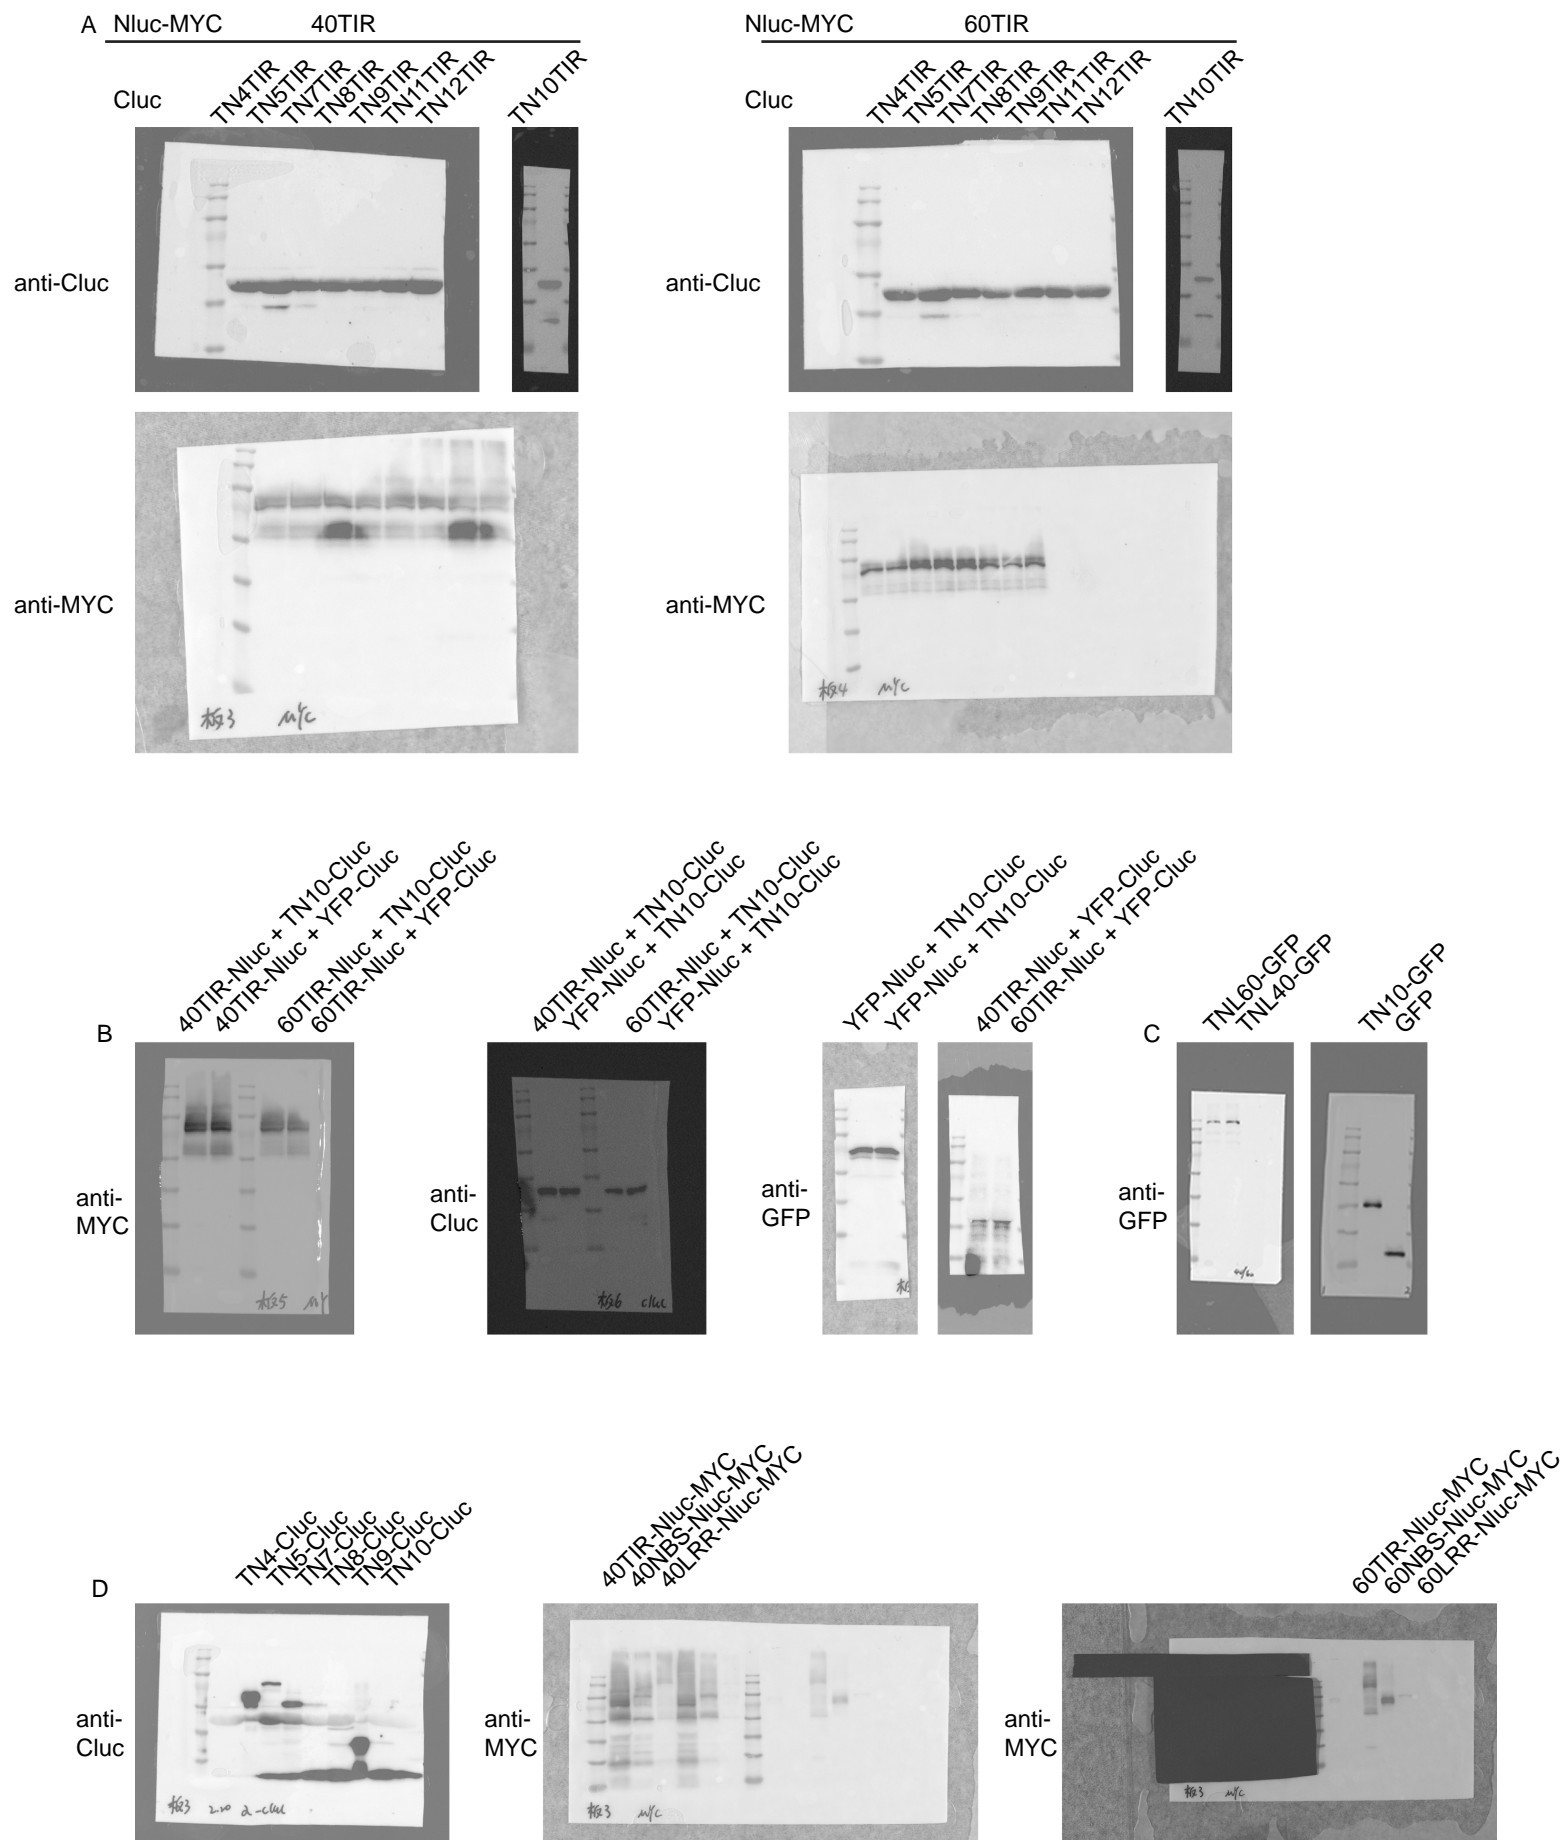 A Nluc-MYC 40TIR
Cluc TN4TIR TN5TIR TN7TIR TN8TIR TN9TIR TN11TIR TN12TIR TN10TIR
anti-Cluc
anti-MYC
板3 MYC
Nluc-MYC 60TIR
Cluc TN4TIR TN5TIR TN7TIR TN8TIR TN9TIR TN11TIR TN12TIR TN10TIR
anti-Cluc
anti-MYC
板4 MYC
B
40TIR-Nluc + TN10-Cluc
40TIR-Nluc + YFP-Cluc
60TIR-Nluc + TN10-Cluc
60TIR-Nluc + YFP-Cluc
anti-
MYC
板5 MY
40TIR-Nluc + TN10-Cluc
YFP-Nluc + TN10-Cluc
60TIR-Nluc + TN10-Cluc
YFP-Nluc + TN10-Cluc
anti-
Cluc
板6 cluc
YFP-Nluc + TN10-Cluc
YFP-Nluc + TN10-Cluc
40TIR-Nluc + YFP-Cluc
60TIR-Nluc + YFP-Cluc
anti-
GFP
C
TNL60-GFP
TNL40-GFP
TN10-GFP
GFP
anti-
GFP
40/60
2
D
TN4-Cluc
TN5-Cluc
TN7-Cluc
TN8-Cluc
TN9-Cluc
TN10-Cluc
anti-
Cluc
板3 2.20 α-cluc
40TIR-Nluc-MYC
40NBS-Nluc-MYC
40LRR-Nluc-MYC
anti-
MYC
板3 MYC
60TIR-Nluc-MYC
60NBS-Nluc-MYC
60LRR-Nluc-MYC
anti-
MYC
板3 MYC